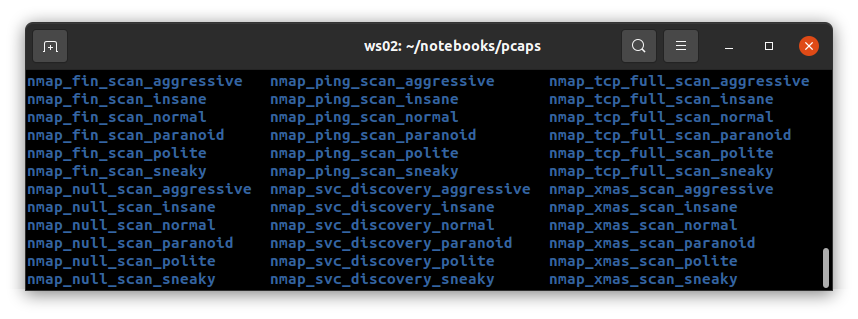 ws02: ~/notebooks/pcaps
nmap_fin_scan_aggressive nmap_ping_scan_aggressive nmap_tcp_full_scan_aggressive
nmap_fin_scan_insane nmap_ping_scan_insane nmap_tcp_full_scan_insane
nmap_fin_scan_normal nmap_ping_scan_normal nmap_tcp_full_scan_normal
nmap_fin_scan_paranoid nmap_ping_scan_paranoid nmap_tcp_full_scan_paranoid
nmap_fin_scan_polite nmap_ping_scan_polite nmap_tcp_full_scan_polite
nmap_fin_scan_sneaky nmap_ping_scan_sneaky nmap_tcp_full_scan_sneaky
nmap_null_scan_aggressive nmap_svc_discovery_aggressive nmap_xmas_scan_aggressive
nmap_null_scan_insane nmap_svc_discovery_insane nmap_xmas_scan_insane
nmap_null_scan_normal nmap_svc_discovery_normal nmap_xmas_scan_normal
nmap_null_scan_paranoid nmap_svc_discovery_paranoid nmap_xmas_scan_paranoid
nmap_null_scan_polite nmap_svc_discovery_polite nmap_xmas_scan_polite
nmap_null_scan_sneaky nmap_svc_discovery_sneaky nmap_xmas_scan_sneaky